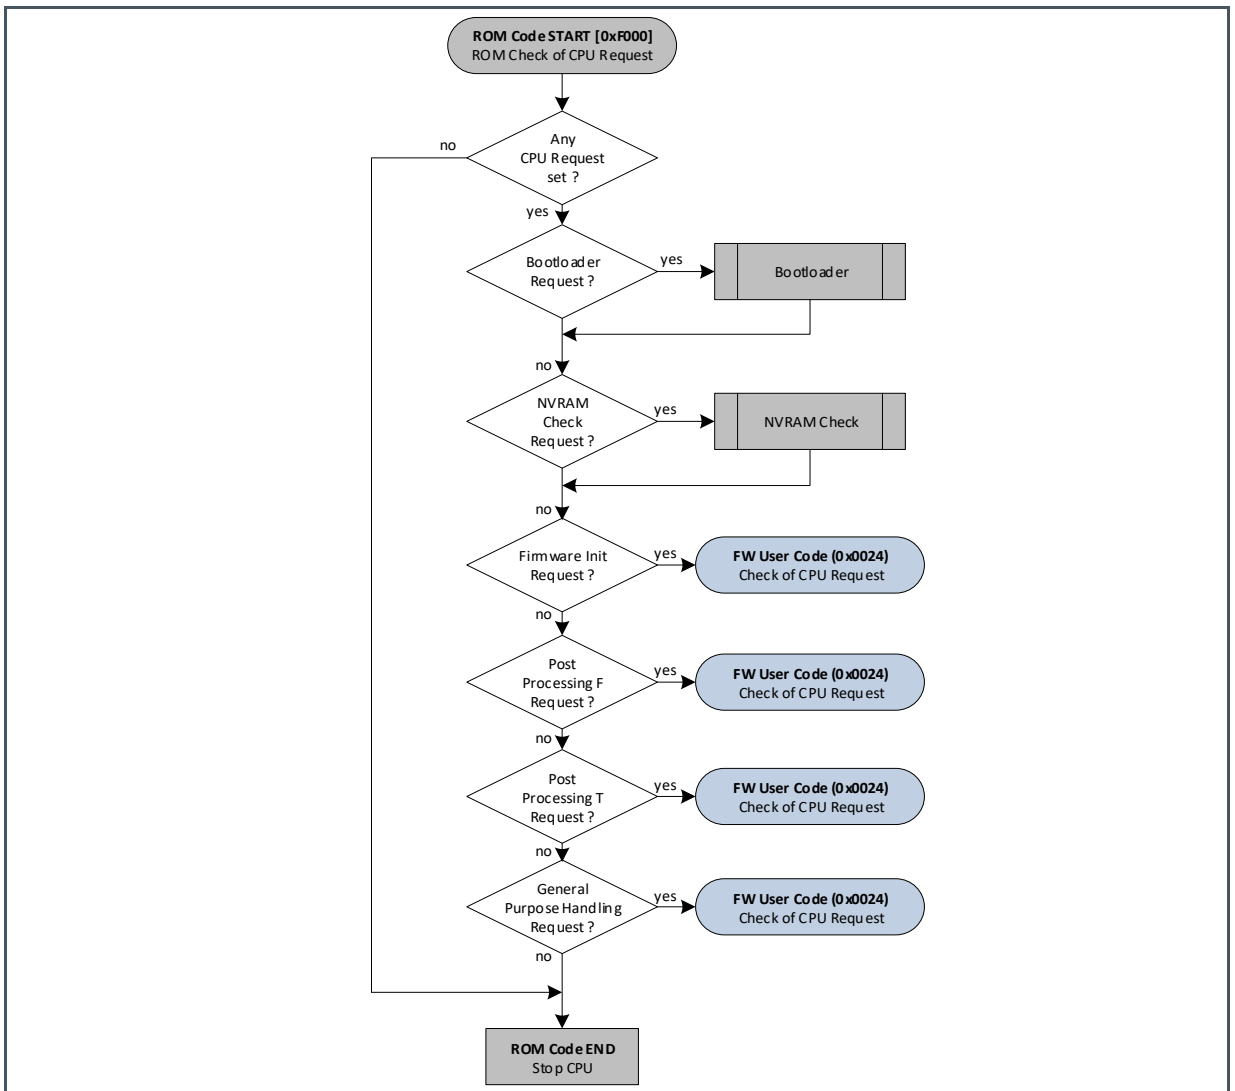 ROM Code START [0xF000]
ROM Check of CPU Request
Any
CPU Request
set ?
no
yes
Bootloader
Request ?
yes
Bootloader
no
NVRAM
Check
Request ?
yes
NVRAM Check
no
Firmware Init
Request ?
yes
FW User Code (0x0024)
Check of CPU Request
no
Post
Processing F
Request ?
yes
FW User Code (0x0024)
Check of CPU Request
no
Post
Processing T
Request ?
yes
FW User Code (0x0024)
Check of CPU Request
no
General
Purpose Handling
Request ?
yes
FW User Code (0x0024)
Check of CPU Request
no
ROM Code END
Stop CPU